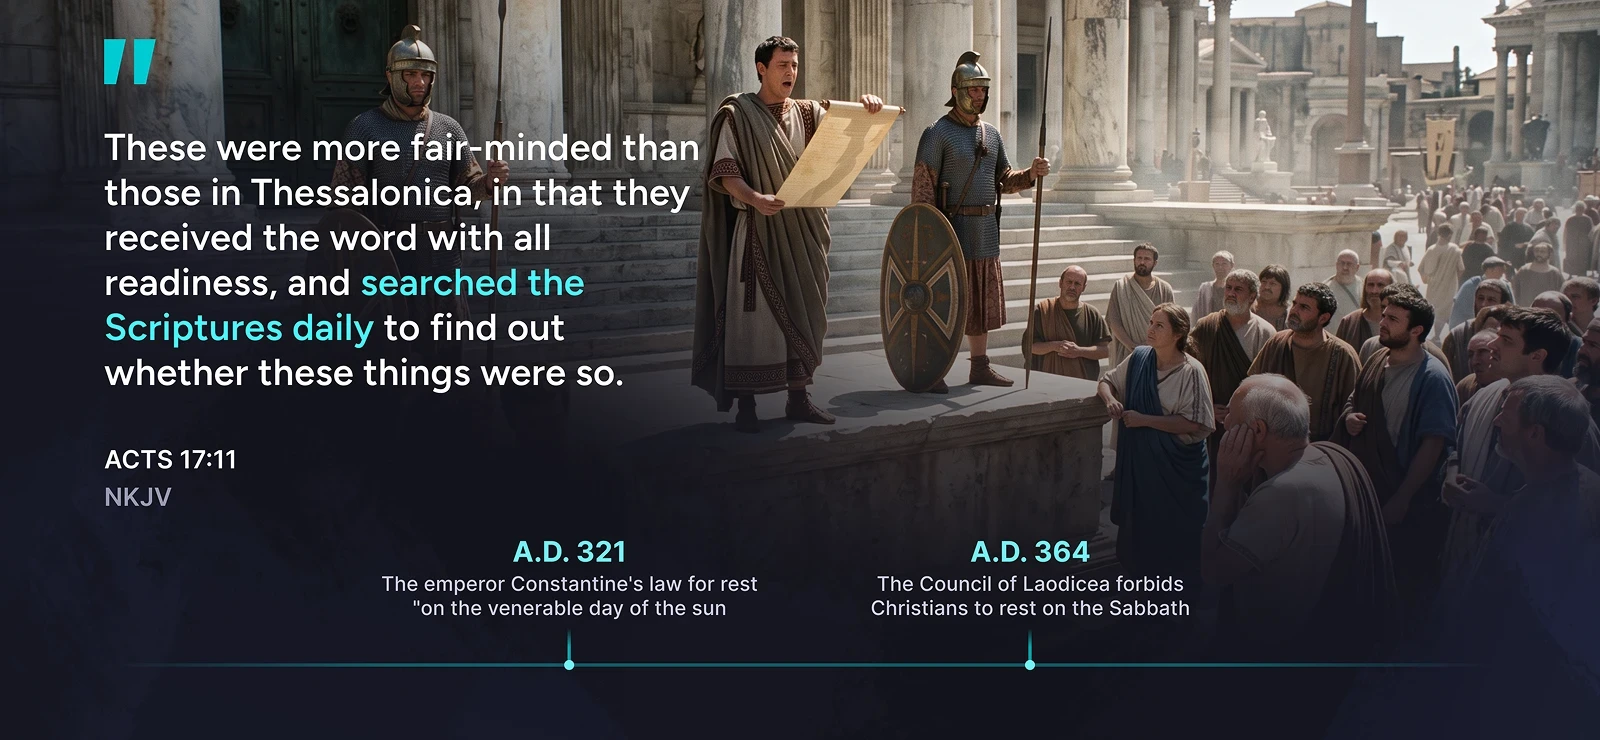 "
These were more fair-minded than
those in Thessalonica, in that they
received the word with all
readiness, and searched the
Scriptures daily to find out
whether these things were so.
ACTS 17:11
NKJV
A.D. 321
The emperor Constantine's law for rest
"on the venerable day of the sun
A.D. 364
The Council of Laodicea forbids
Christians to rest on the Sabbath